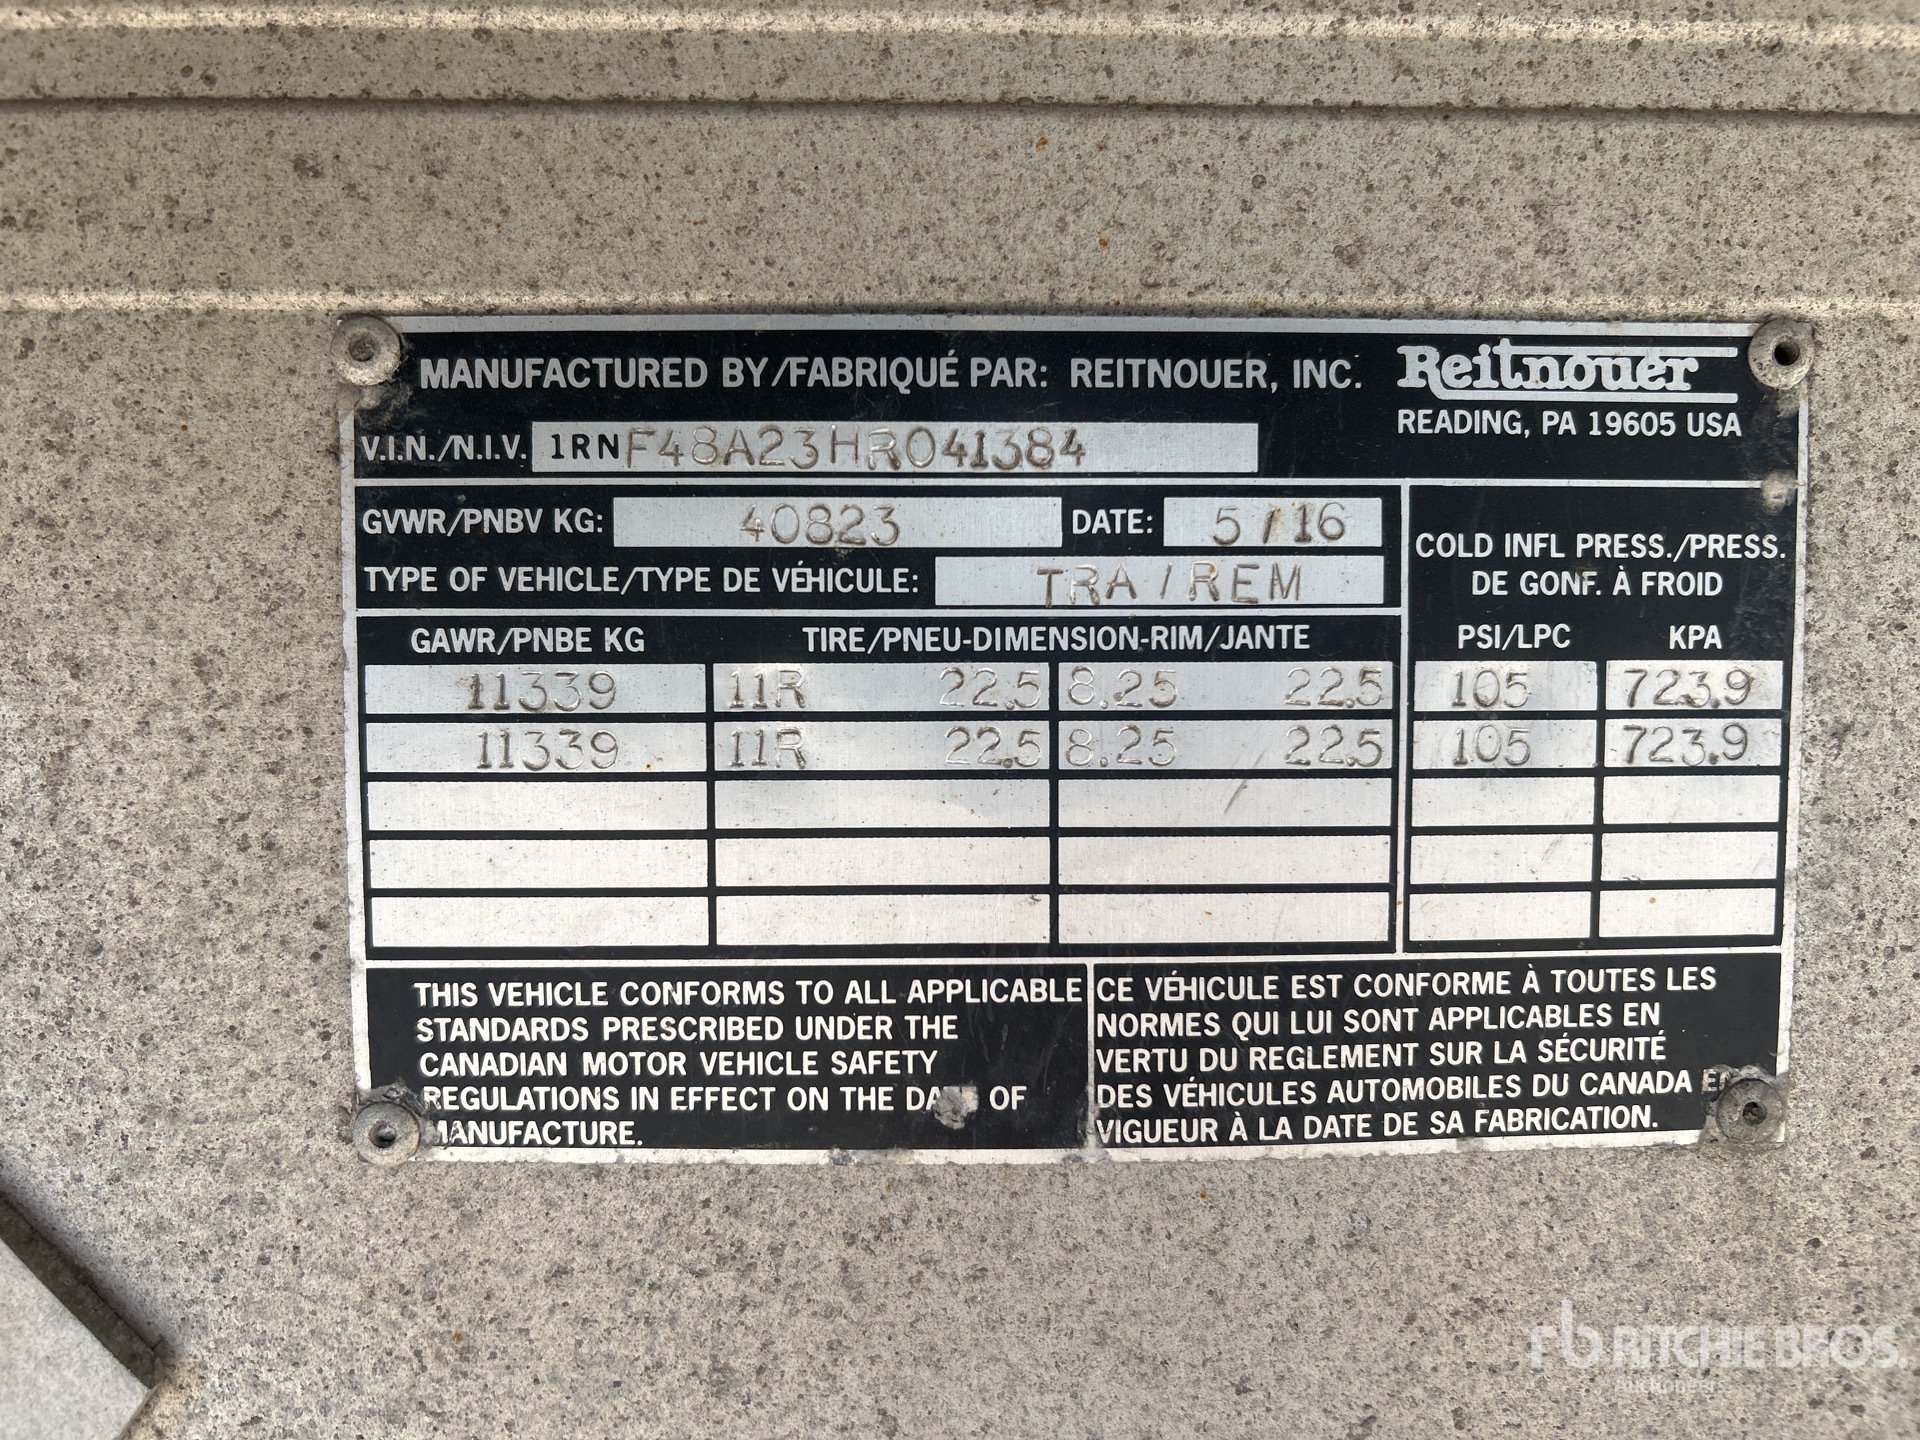 MANUFACTURED BY/FABRIQUÉ PAR: REITNOUER, INC. Reitnouer
READING, PA 19605 USA
V.I.N./N.I.V. 1RNF48A23HR041384
GVWR/PNBV KG: 40823 DATE: 5/16
TYPE OF VEHICLE/TYPE DE VÉHICULE: TRA/REM
COLD INFL PRESS./PRESS.
DE GONF. À FROID
GAWR/PNBE KG TIRE/PNEU-DIMENSION-RIM/JANTE PSI/LPC KPA
11339 11R 22.5 8.25 22.5 105 723.9
11339 11R 22.5 8.25 22.5 105 723.9
THIS VEHICLE CONFORMS TO ALL APPLICABLE
STANDARDS PRESCRIBED UNDER THE
CANADIAN MOTOR VEHICLE SAFETY
REGULATIONS IN EFFECT ON THE DATE OF
MANUFACTURE.
CE VÉHICULE EST CONFORME À TOUTES LES
NORMES QUI LUI SONT APPLICABLES EN
VERTU DU REGLEMENT SUR LA SÉCURITÉ
DES VÉHICULES AUTOMOBILES DU CANADA EN
VIGUEUR À LA DATE DE SA FABRICATION.
rb RITCHIE BROS.
Auctioneers